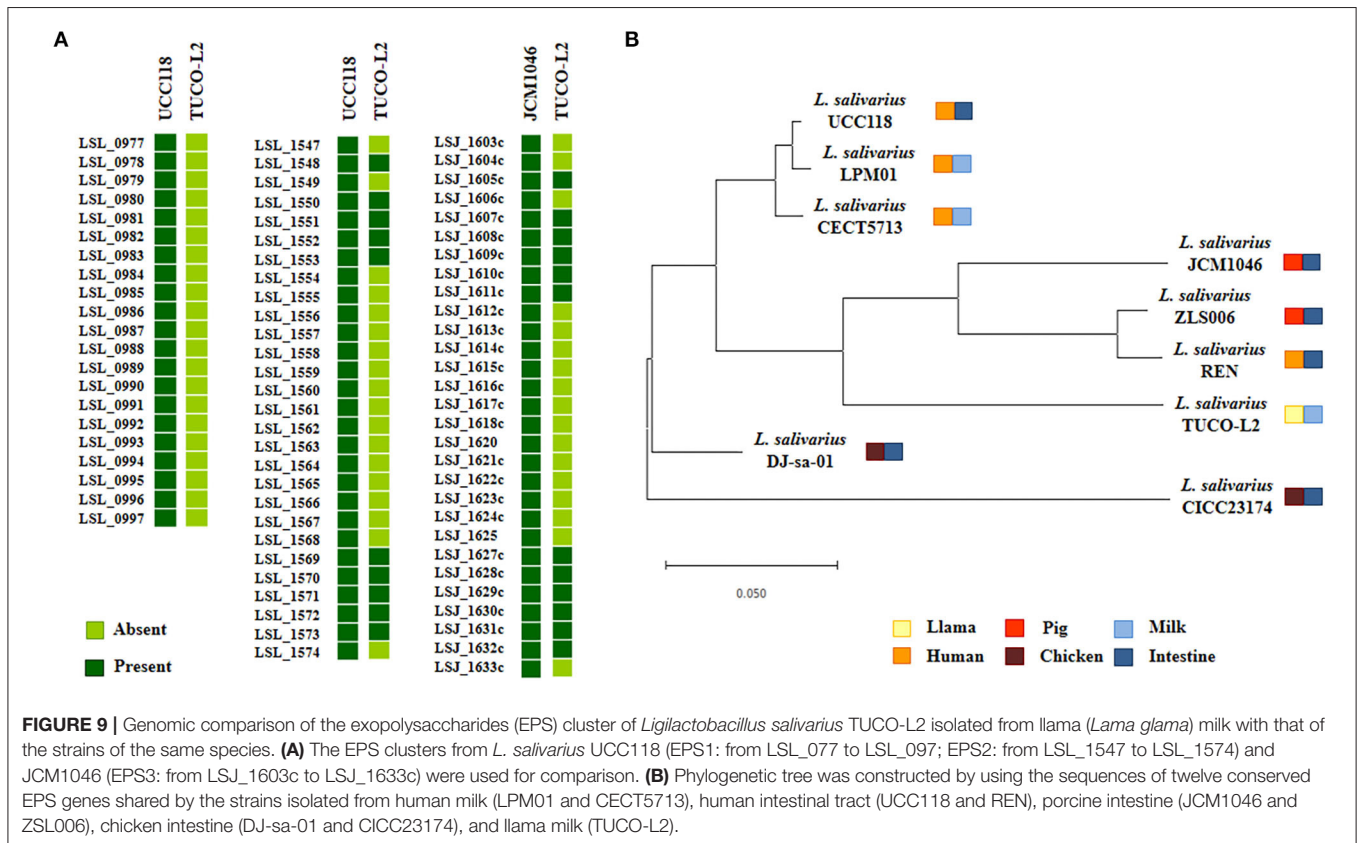 A
UCC118
TUCO-L2
LSL_0977
LSL_0978
LSL_0979
LSL_0980
LSL_0981
LSL_0982
LSL_0983
LSL_0984
LSL_0985
LSL_0986
LSL_0987
LSL_0988
LSL_0989
LSL_0990
LSL_0991
LSL_0992
LSL_0993
LSL_0994
LSL_0995
LSL_0996
LSL_0997
Absent
Present
UCC118
TUCO-L2
LSL_1547
LSL_1548
LSL_1549
LSL_1550
LSL_1551
LSL_1552
LSL_1553
LSL_1554
LSL_1555
LSL_1556
LSL_1557
LSL_1558
LSL_1559
LSL_1560
LSL_1561
LSL_1562
LSL_1563
LSL_1564
LSL_1565
LSL_1566
LSL_1567
LSL_1568
LSL_1569
LSL_1570
LSL_1571
LSL_1572
LSL_1573
LSL_1574
JCM1046
TUCO-L2
LSJ_1603c
LSJ_1604c
LSJ_1605c
LSJ_1606c
LSJ_1607c
LSJ_1608c
LSJ_1609c
LSJ_1610c
LSJ_1611c
LSJ_1612c
LSJ_1613c
LSJ_1614c
LSJ_1615c
LSJ_1616c
LSJ_1617c
LSJ_1618c
LSJ_1620
LSJ_1621c
LSJ_1622c
LSJ_1623c
LSJ_1624c
LSJ_1625
LSJ_1627c
LSJ_1628c
LSJ_1629c
LSJ_1630c
LSJ_1631c
LSJ_1632c
LSJ_1633c
B
L. salivarius
UCC118
L. salivarius
LPM01
L. salivarius
CECT5713
L. salivarius
JCM1046
L. salivarius
ZLS006
L. salivarius
REN
L. salivarius
TUCO-L2
L. salivarius
DJ-sa-01
L. salivarius
CICC23174
0.050
Llama
Pig
Milk
Human
Chicken
Intestine
FIGURE 9 | Genomic comparison of the exopolysaccharides (EPS) cluster of Ligilactobacillus salivarius TUCO-L2 isolated from llama (Lama glama) milk with that of
the strains of the same species. (A) The EPS clusters from L. salivarius UCC118 (EPS1: from LSL_077 to LSL_097; EPS2: from LSL_1547 to LSL_1574) and
JCM1046 (EPS3: from LSJ_1603c to LSJ_1633c) were used for comparison. (B) Phylogenetic tree was constructed by using the sequences of twelve conserved
EPS genes shared by the strains isolated from human milk (LPM01 and CECT5713), human intestinal tract (UCC118 and REN), porcine intestine (JCM1046 and
ZSL006), chicken intestine (DJ-sa-01 and CICC23174), and llama milk (TUCO-L2).